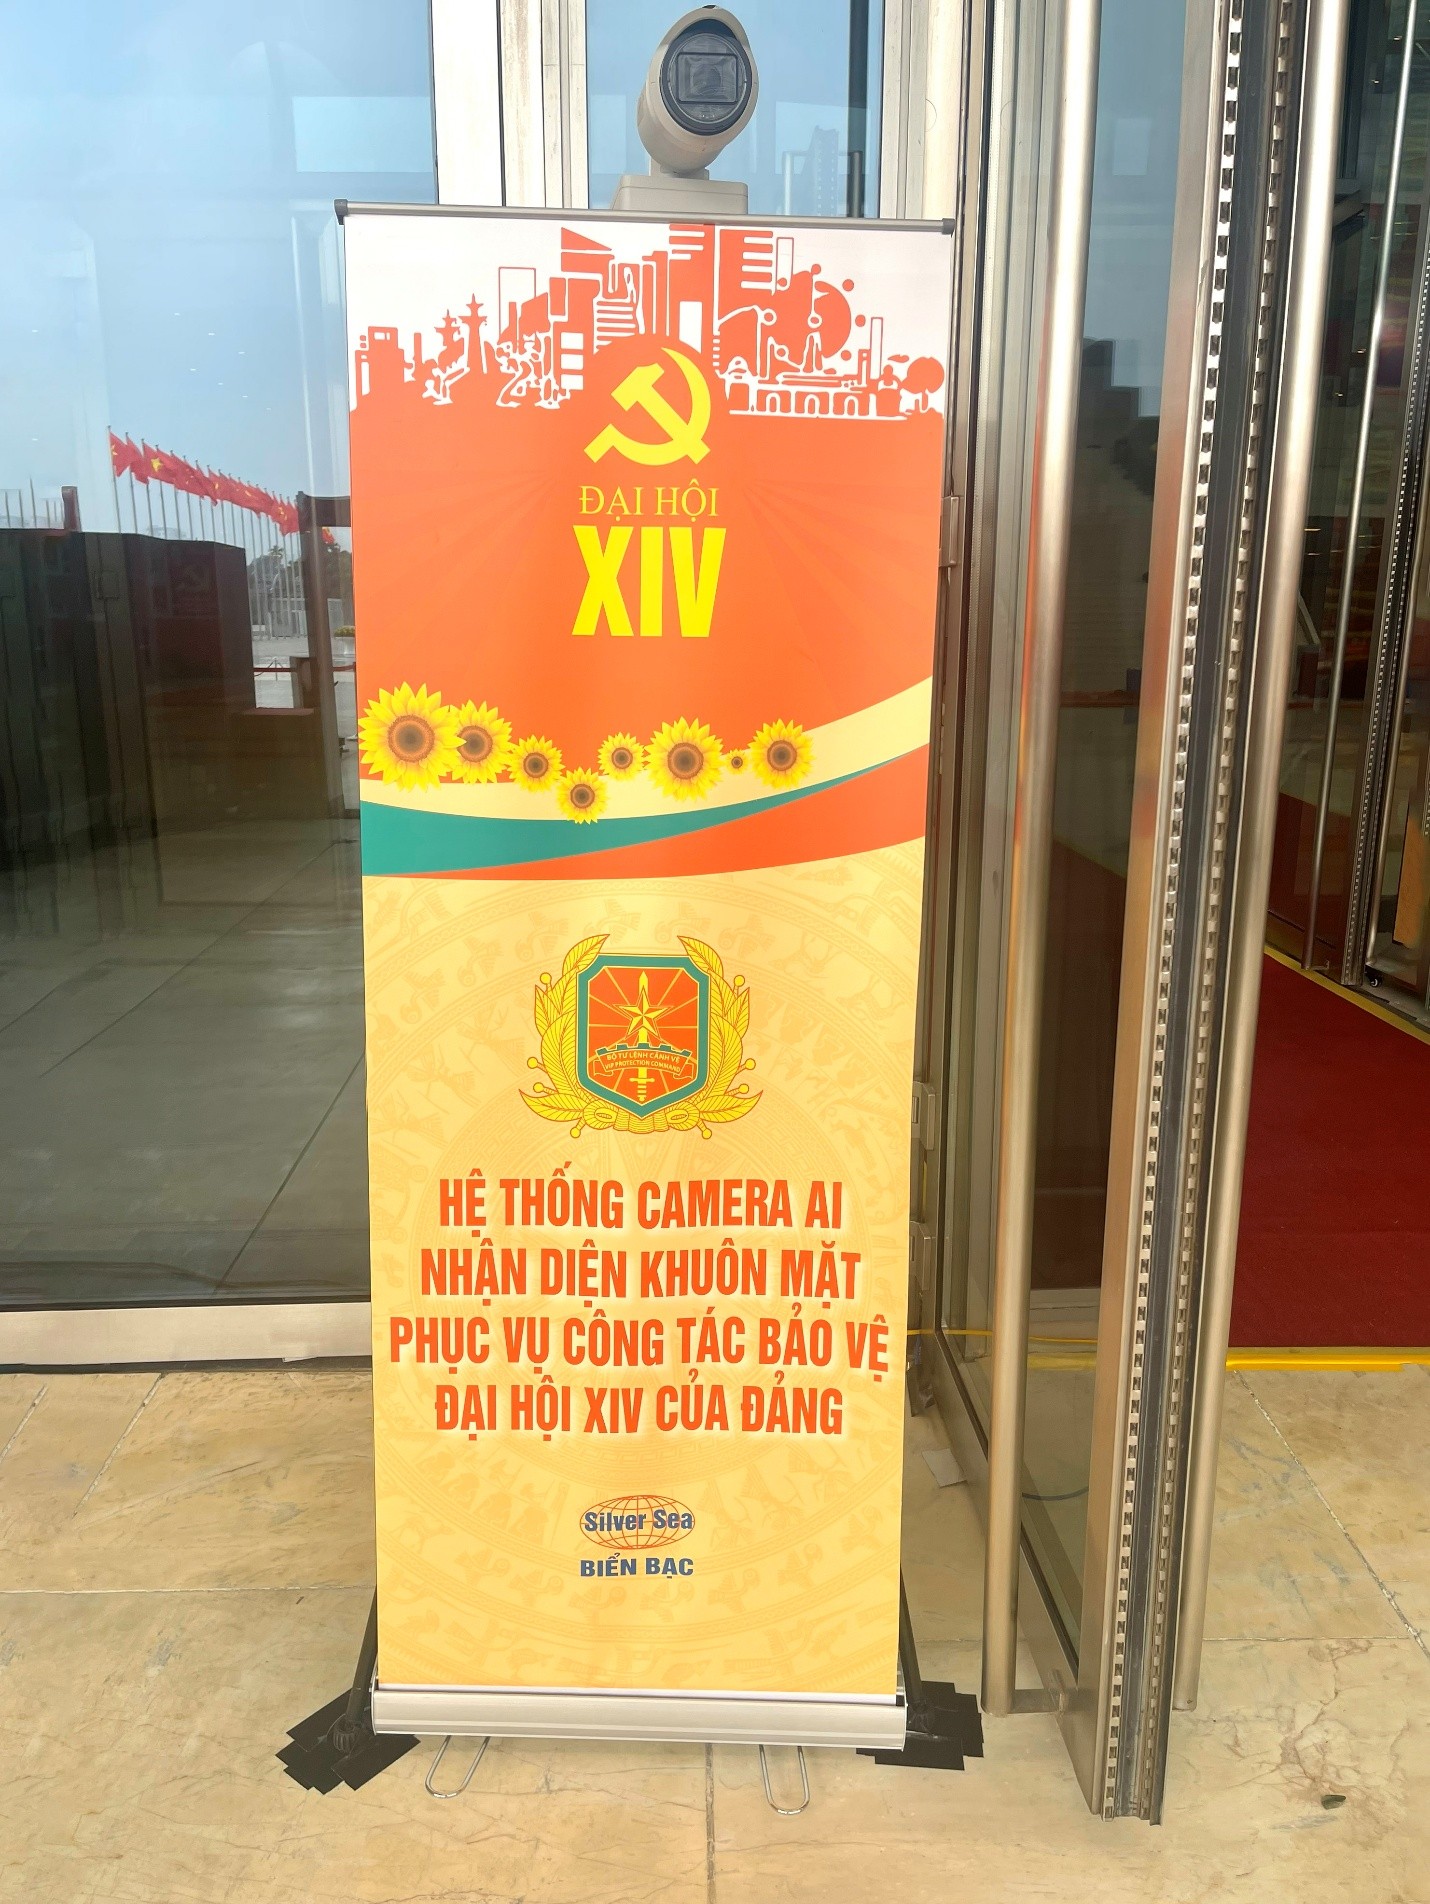 ĐẠI HỘI
XIV
BỘ TƯ LỆNH CẢNH VỆ
VIP PROTECTION COMMAND
HỆ THỐNG CAMERA AI
NHẬN DIỆN KHUÔN MẶT
PHỤC VỤ CÔNG TÁC BẢO VỆ
ĐẠI HỘI XIV CỦA ĐẢNG
Silver Sea
BIỂN BẠC